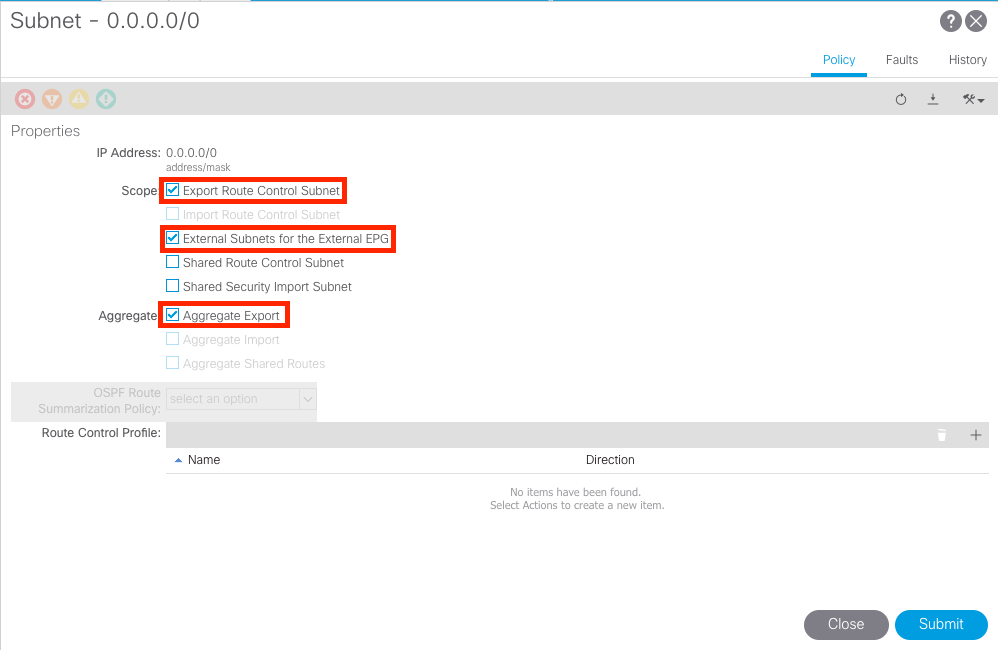 Subnet - 0.0.0.0/0
Policy Faults History
Properties
IP Address: 0.0.0.0/0
address/mask
Scope: Export Route Control Subnet
Import Route Control Subnet
External Subnets for the External EPG
Shared Route Control Subnet
Shared Security Import Subnet
Aggregate: Aggregate Export
Aggregate Import
Aggregate Shared Routes
OSPF Route
Summarization Policy: select an option
Route Control Profile:
Name Direction
No items have been found.
Select Actions to create a new item.
Close Submit